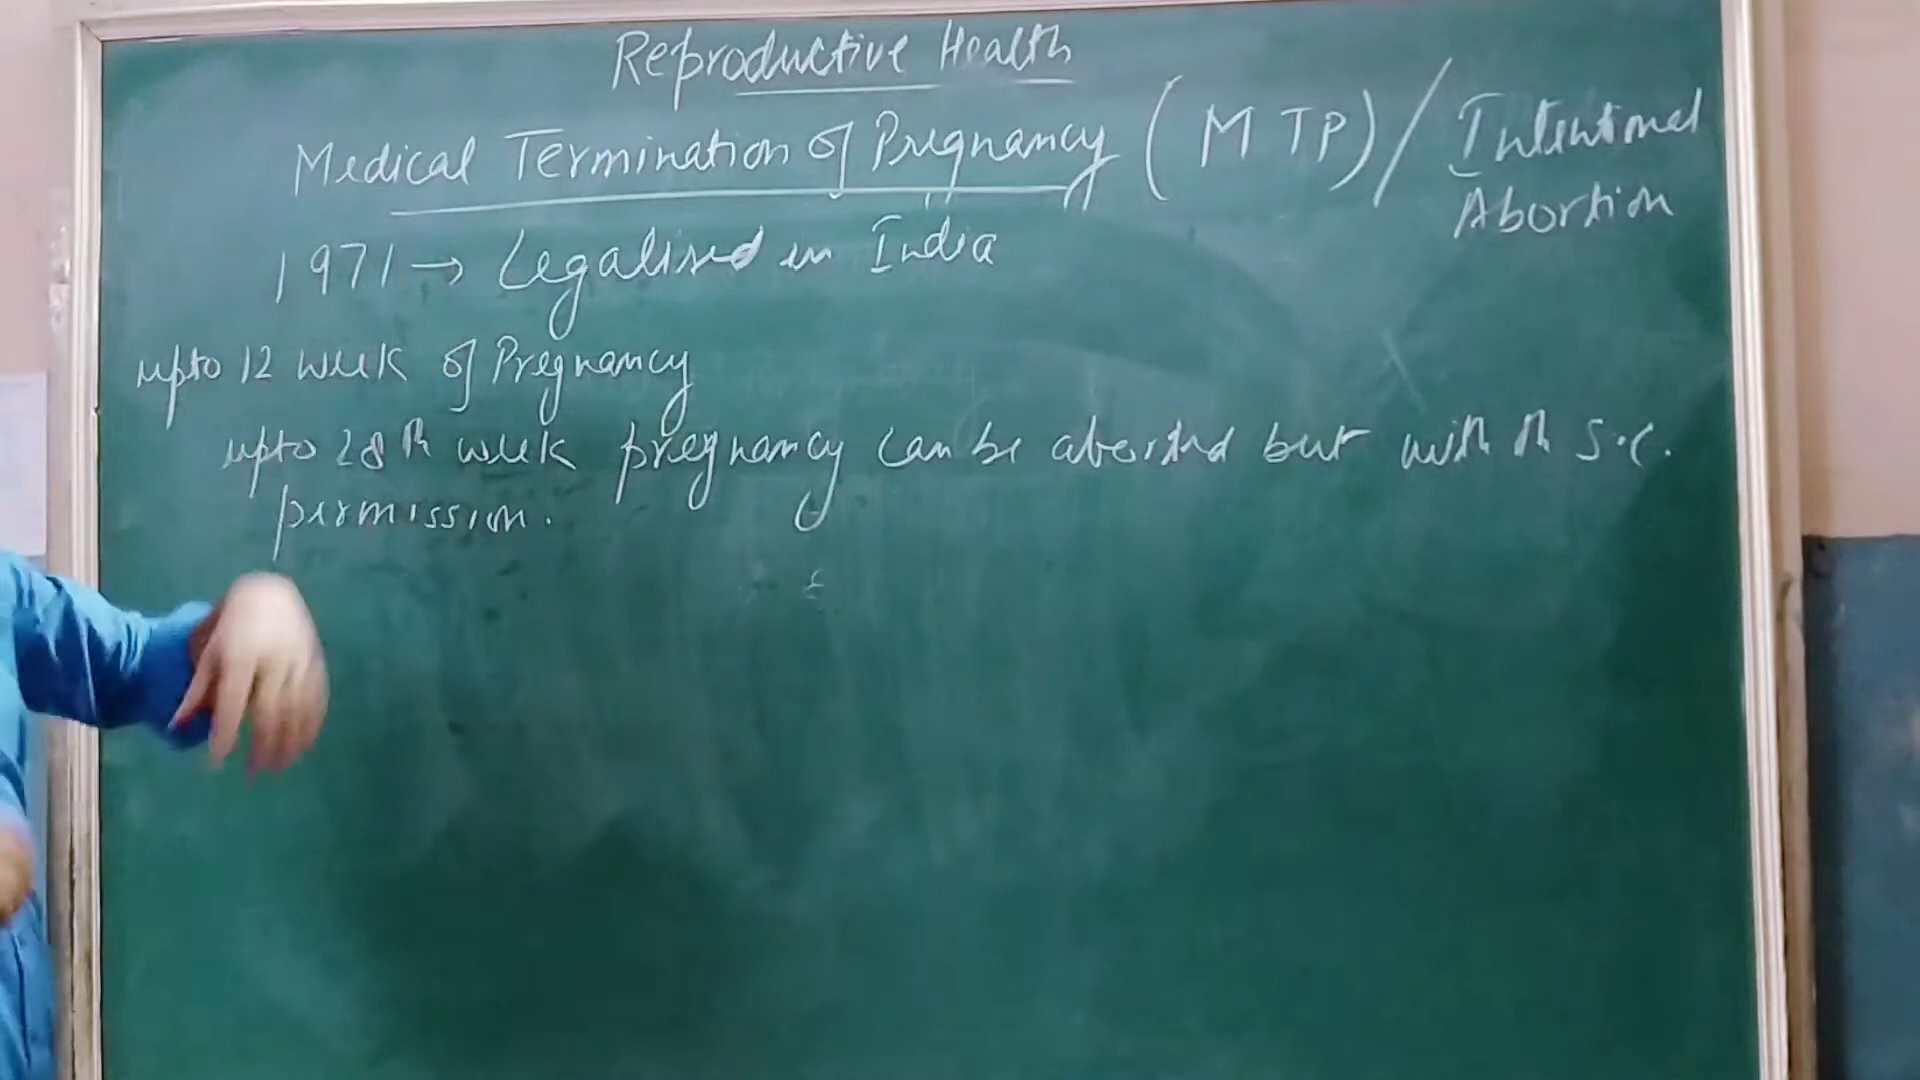 Reproductive Health
Medical Termination of Pregnancy (MTP) / Intentional Abortion
1971 → Legalised in India
upto 12 week of Pregnancy
upto 28th week pregnancy can be aborted but with S.C.
permission.